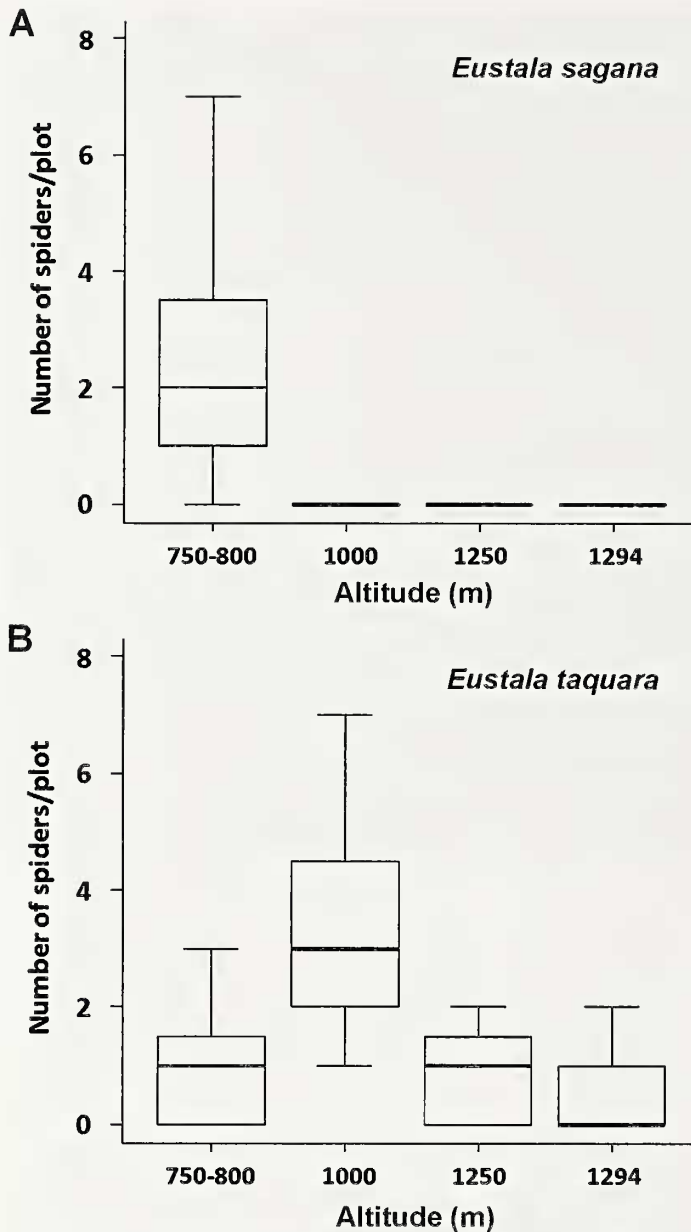 A
Eustala sagana
Number of spiders/plot
8
6
4
2
0
750-800 1000 1250 1294
Altitude (m)
B
Eustala taquara
Number of spiders/plot
8
6
4
2
0
750-800 1000 1250 1294
Altitude (m)